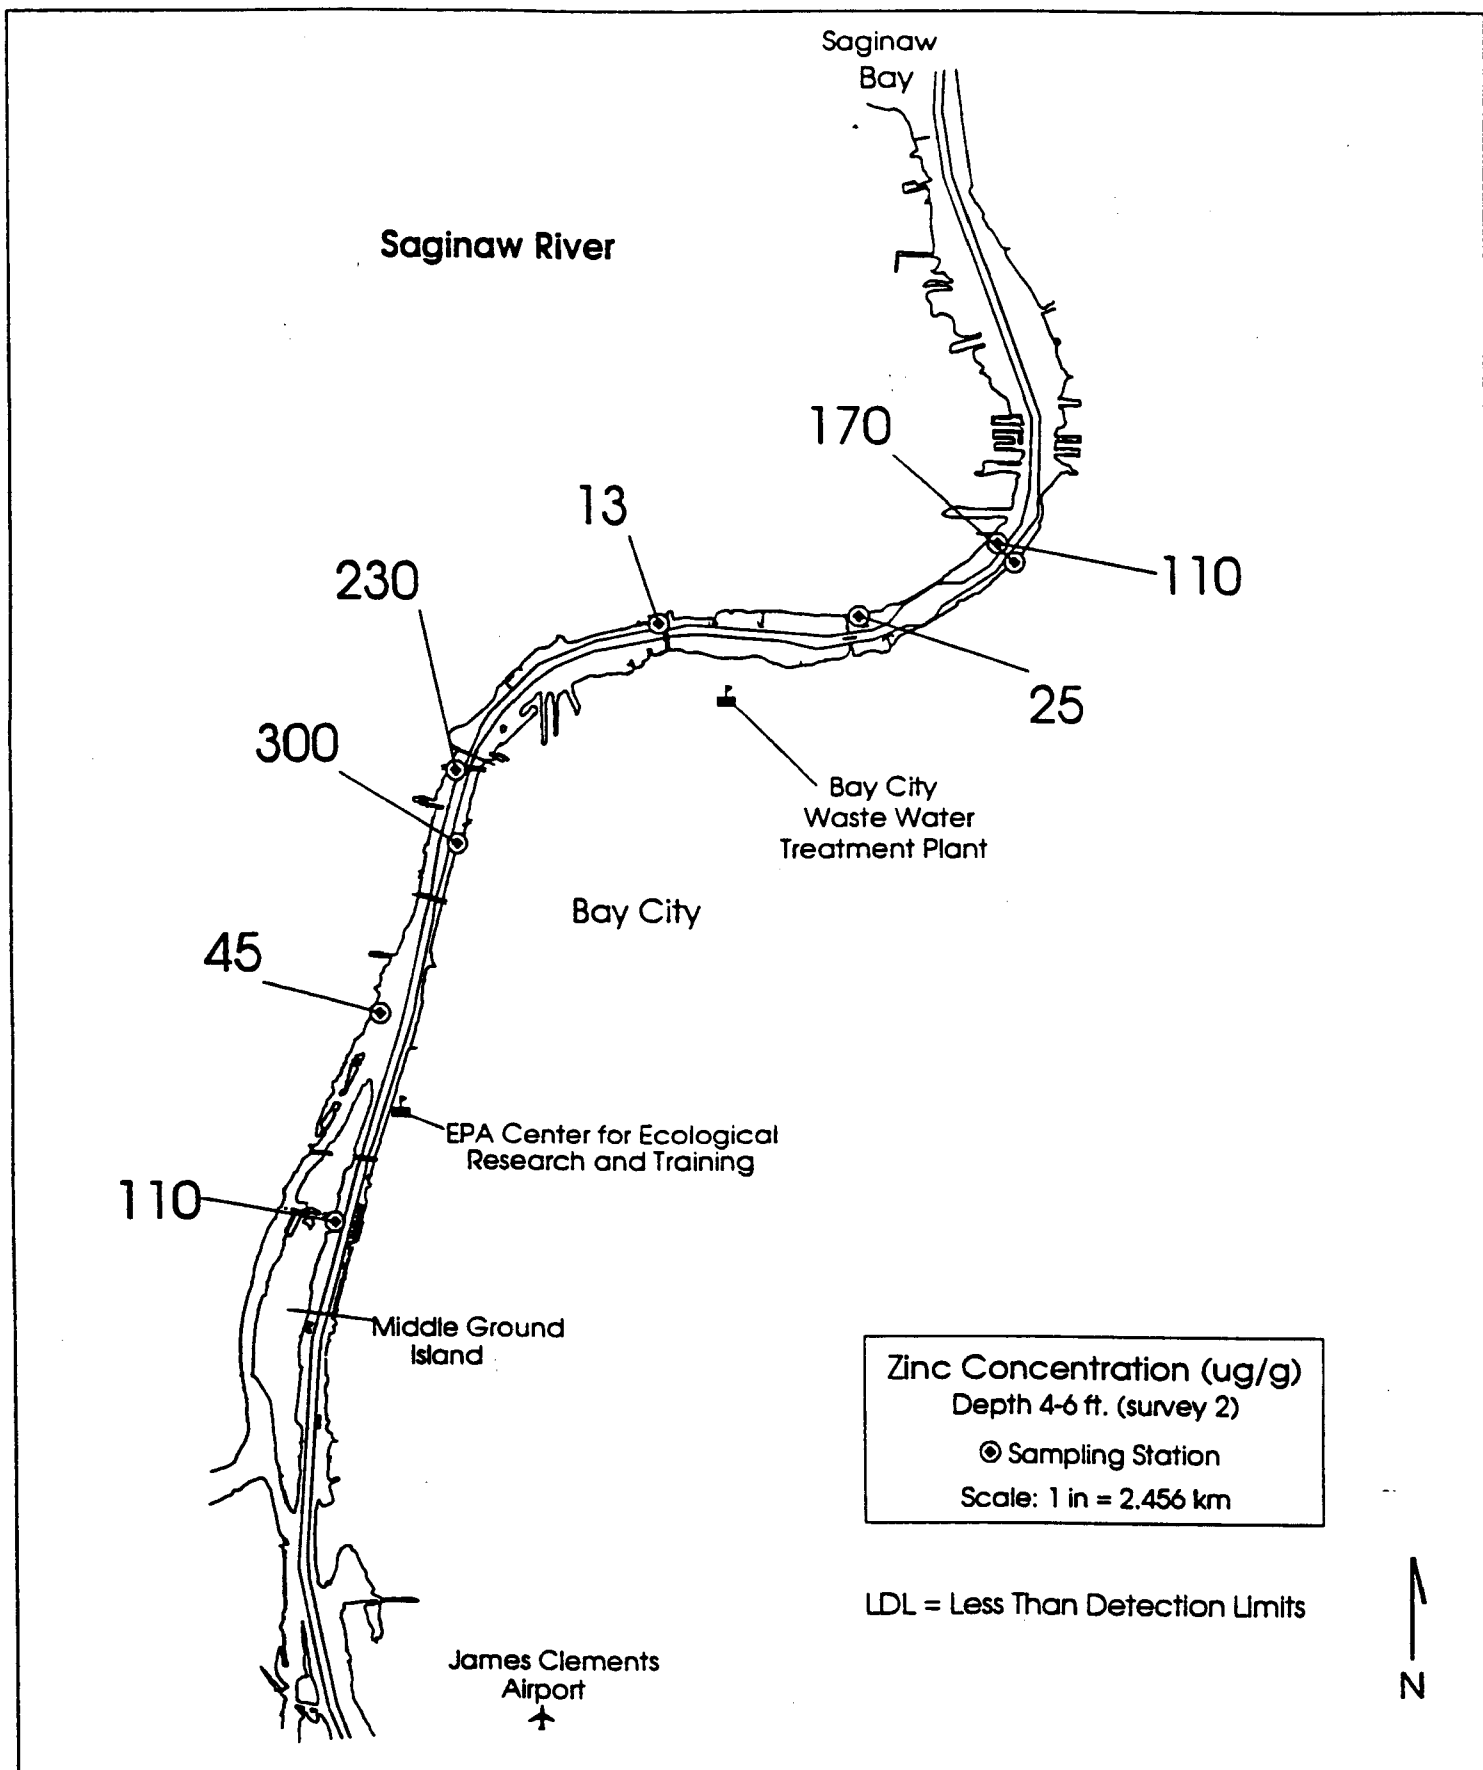 Saginaw
Bay
Saginaw River
170
13
110
230
25
300
Bay City
Waste Water
Treatment Plant
Bay City
45
EPA Center for Ecological
Research and Training
110
Middle Ground
Island
Zinc Concentration (ug/g)
Depth 4-6 ft. (survey 2)
Sampling Station
Scale: 1 in = 2.456 km
LDL = Less Than Detection Limits
James Clements
Airport
N